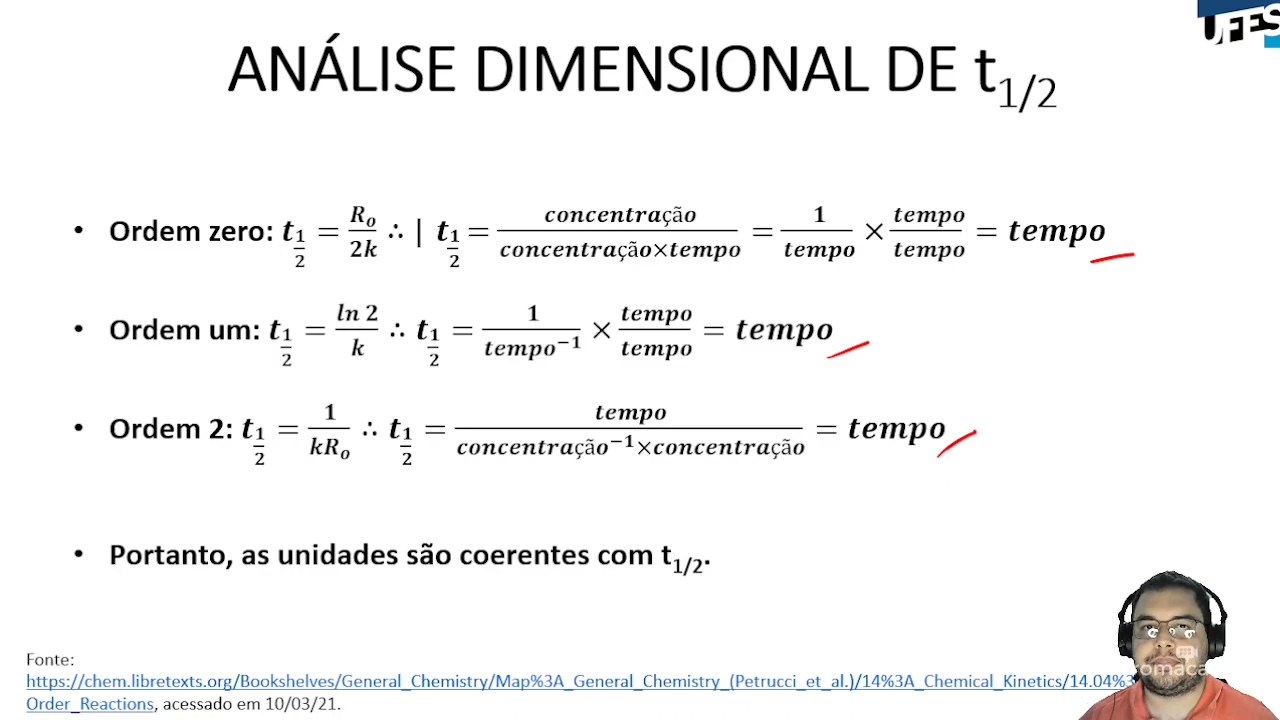 UFES
ANÁLISE DIMENSIONAL DE t1/2
• Ordem zero: t1/2 = Ro/2k ∴ | t1/2 = concentração/concentração×tempo = 1/tempo × tempo/tempo = tempo
• Ordem um: t1/2 = ln 2/k ∴ t1/2 = 1/tempo⁻¹ × tempo/tempo = tempo
• Ordem 2: t1/2 = 1/kRo ∴ t1/2 = tempo/concentração⁻¹×concentração = tempo
• Portanto, as unidades são coerentes com t1/2.
Fonte:
https://chem.libretexts.org/Bookshelves/General_Chemistry/Map%3A_General_Chemistry_(Petrucci_et_al.)/14%3A_Chemical_Kinetics/14.04%3
Order_Reactions, acessado em 10/03/21.